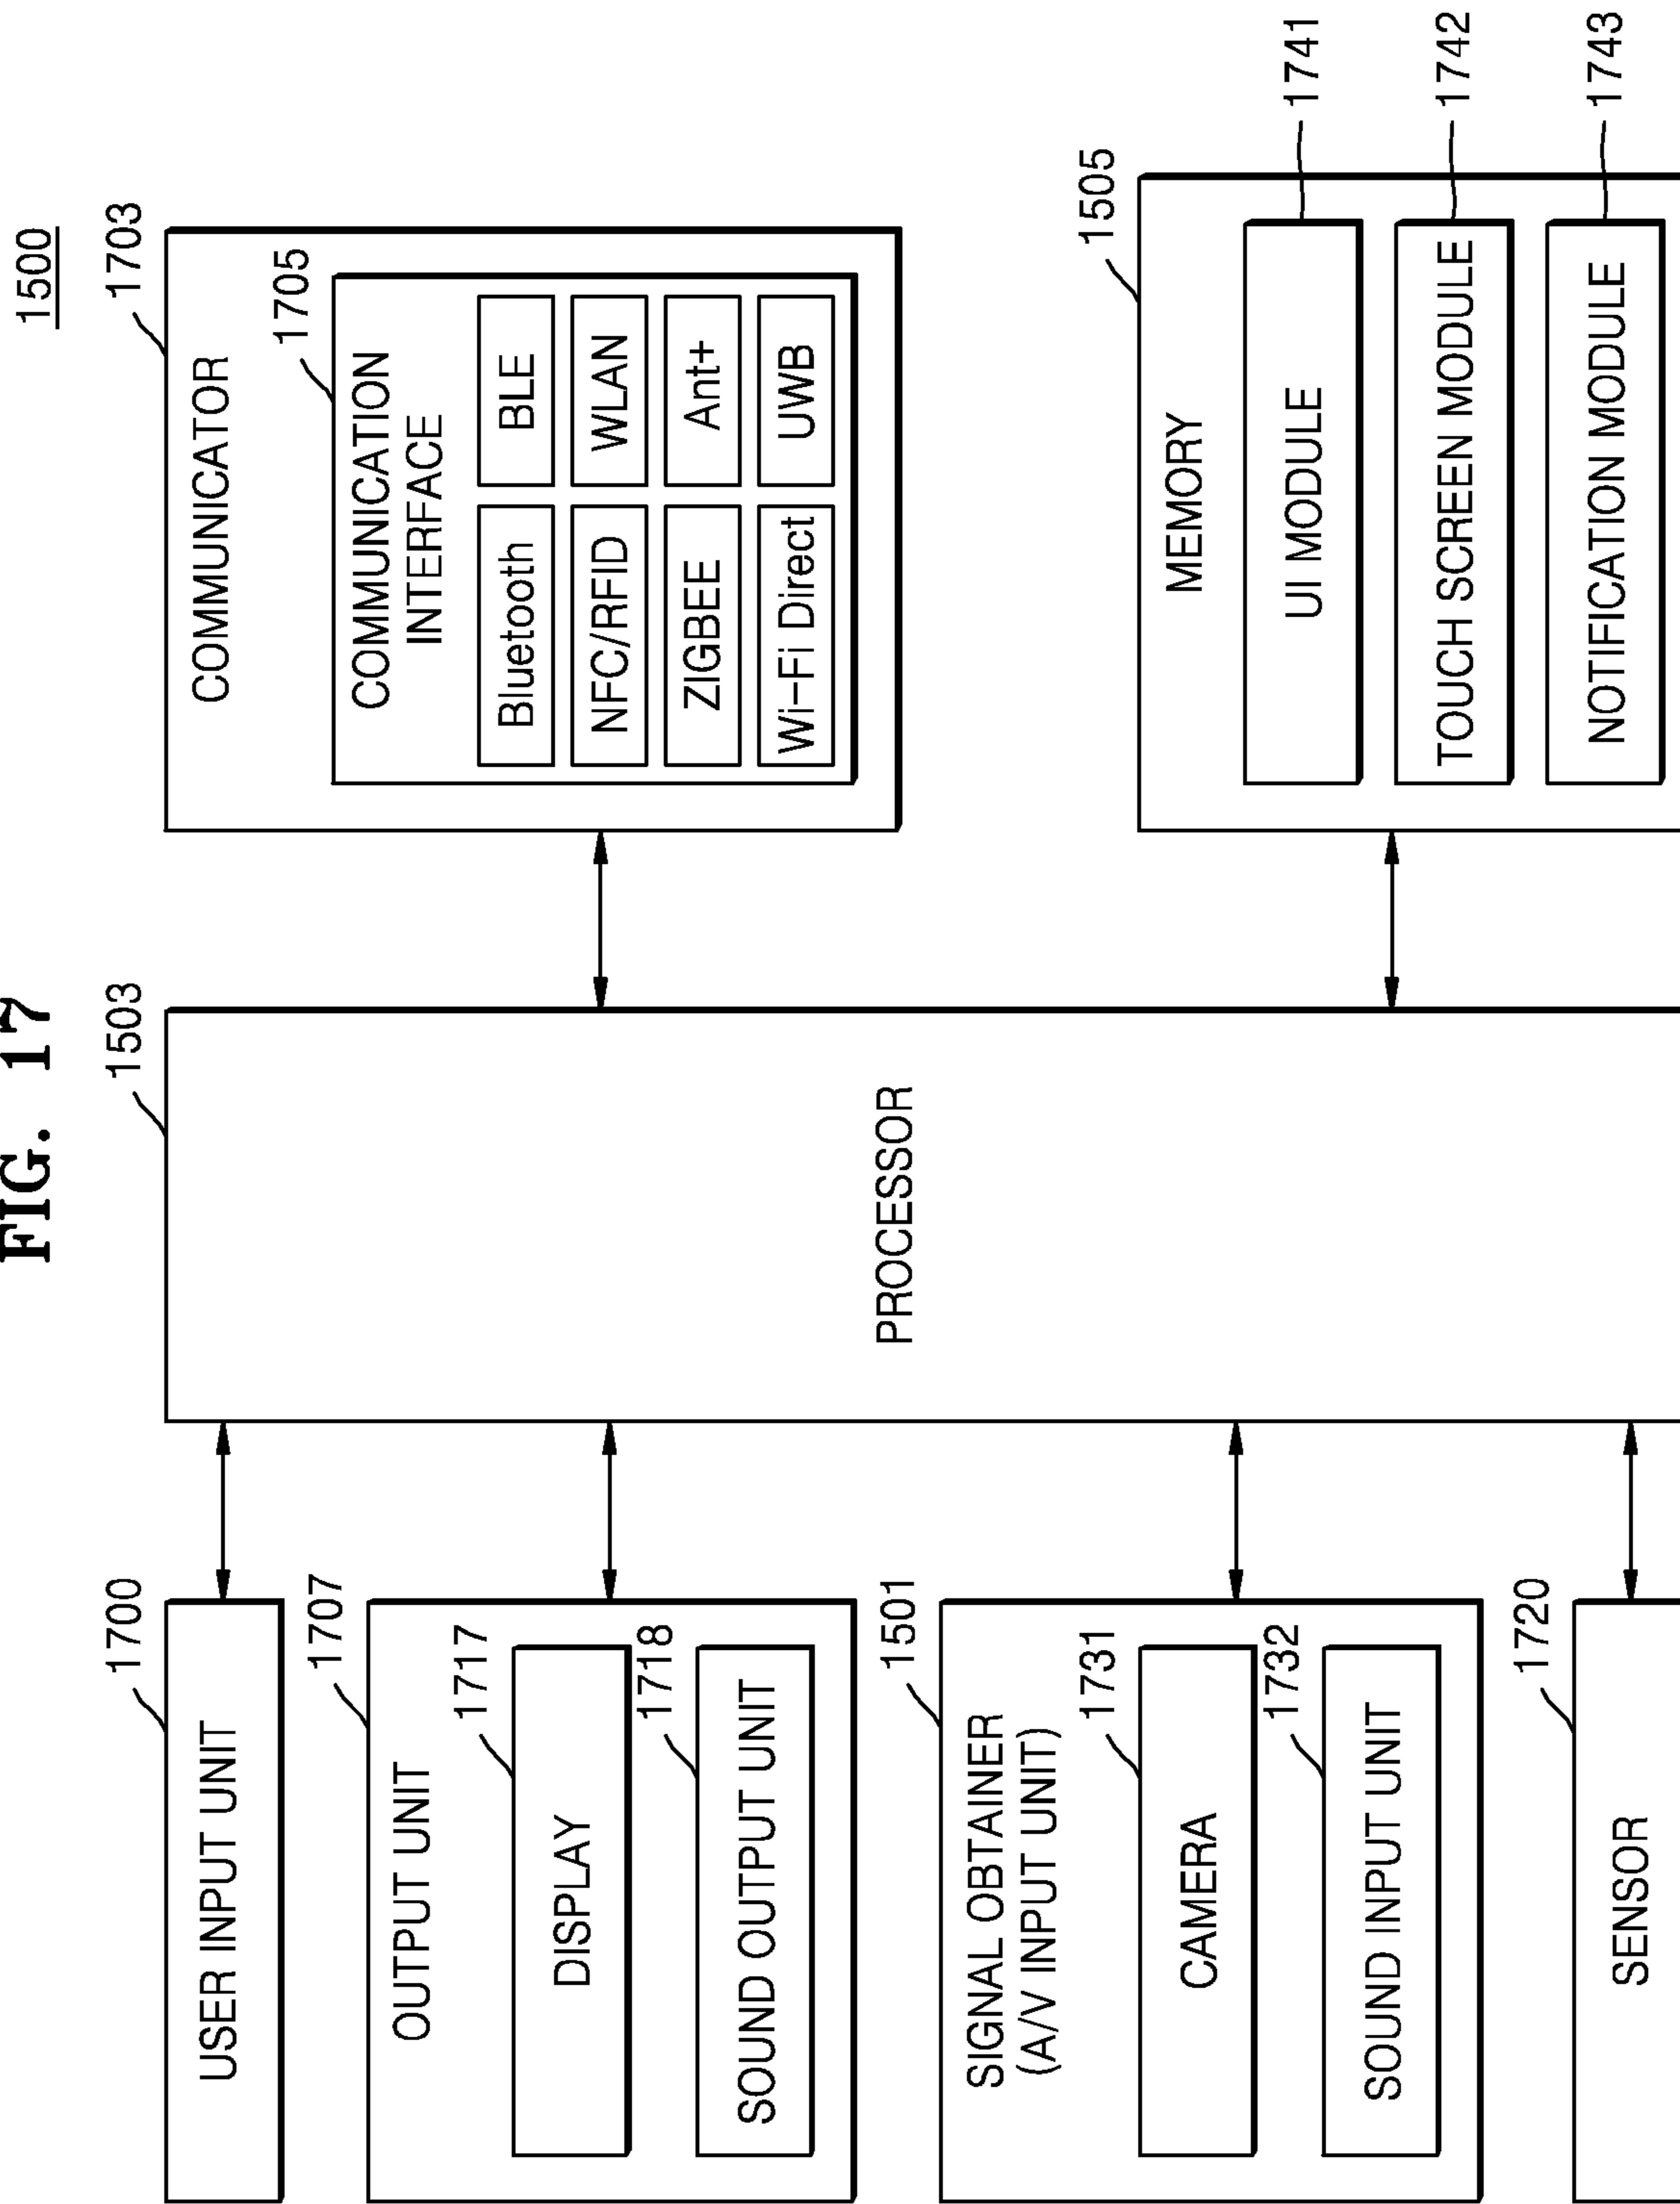 FIG. 17
1500
1700
USER INPUT UNIT
1707
OUTPUT UNIT
1717
DISPLAY
1718
SOUND OUTPUT UNIT
1501
SIGNAL OBTAINER
(A/V INPUT UNIT)
1731
CAMERA
1732
SOUND INPUT UNIT
1720
SENSOR
1503
PROCESSOR
1703
COMMUNICATOR
1705
COMMUNICATION
INTERFACE
Bluetooth
BLE
NFC/RFID
WLAN
ZIGBEE
Ant+
Wi-Fi Direct
UWB
1505
MEMORY
UI MODULE
1741
TOUCH SCREEN MODULE
1742
NOTIFICATION MODULE
1743